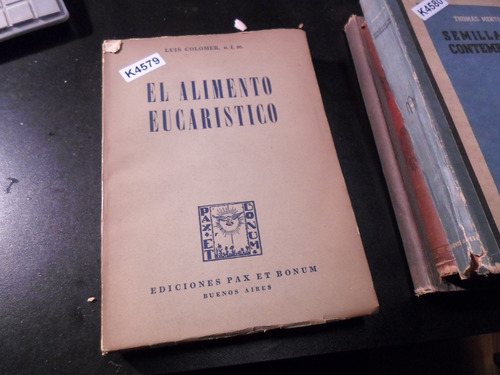 LUIS COLOMER, O. F. M.
K4579
EL ALIMENTO
EUCARISTICO
PAX ET BONUM
EDICIONES PAX ET BONUM
BUENOS AIRES
K4580
THOMAS MERT
SEMILLA
CONTEMP